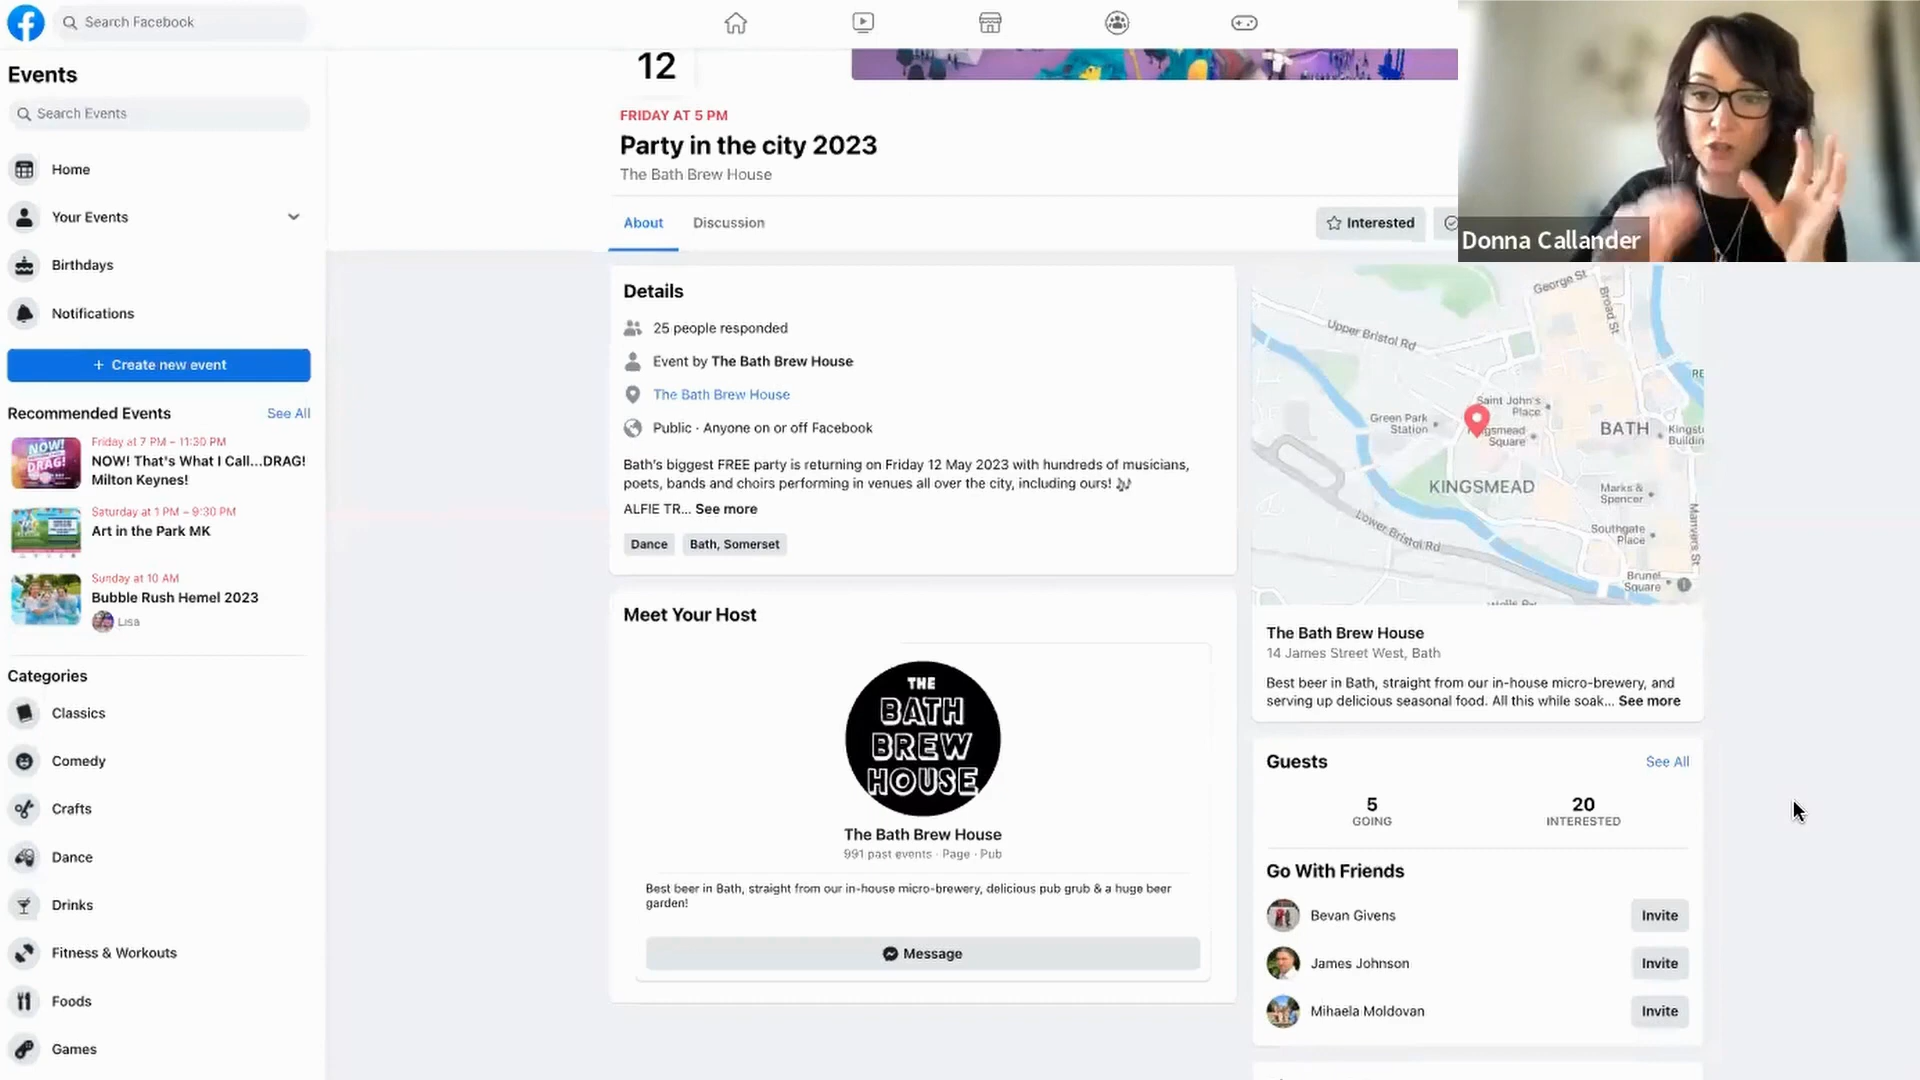 Search Facebook
Events
Search Events
Home
Your Events
Birthdays
Notifications
+ Create new event
Recommended Events
See All
Friday at 7 PM – 11:30 PM
NOW! That's What I Call...DRAG!
Milton Keynes!
Saturday at 1 PM – 9:30 PM
Art in the Park MK
Sunday at 10 AM
Bubble Rush Hemel 2023
Lisa
Categories
Classics
Comedy
Crafts
Dance
Drinks
Fitness & Workouts
Foods
Games
12
FRIDAY AT 5 PM
Party in the city 2023
The Bath Brew House
About
Discussion
Interested
Donna Callander
Details
25 people responded
Event by The Bath Brew House
The Bath Brew House
Public · Anyone on or off Facebook
Bath's biggest FREE party is returning on Friday 12 May 2023 with hundreds of musicians,
poets, bands and choirs performing in venues all over the city, including ours!
ALFIE TR... See more
Dance
Bath, Somerset
Meet Your Host
THE
BATH
BREW
HOUSE
The Bath Brew House
991 past events · Page · Pub
Best beer in Bath, straight from our in-house micro-brewery, delicious pub grub & a huge beer
garden!
Message
George St
Broad St
Upper Bristol Rd
Saint John's
Place
Green Park
Station
Kingsmead
Square
BATH
KINGSMEAD
Marks &
Spencer
Lower Bristol Rd
Southgate
Place
Manvers St
Brunel
Square
The Bath Brew House
14 James Street West, Bath
Best beer in Bath, straight from our in-house micro-brewery, and
serving up delicious seasonal food. All this while soak... See more
Guests
See All
5
GOING
20
INTERESTED
Go With Friends
Bevan Givens
Invite
James Johnson
Invite
Mihaela Moldovan
Invite